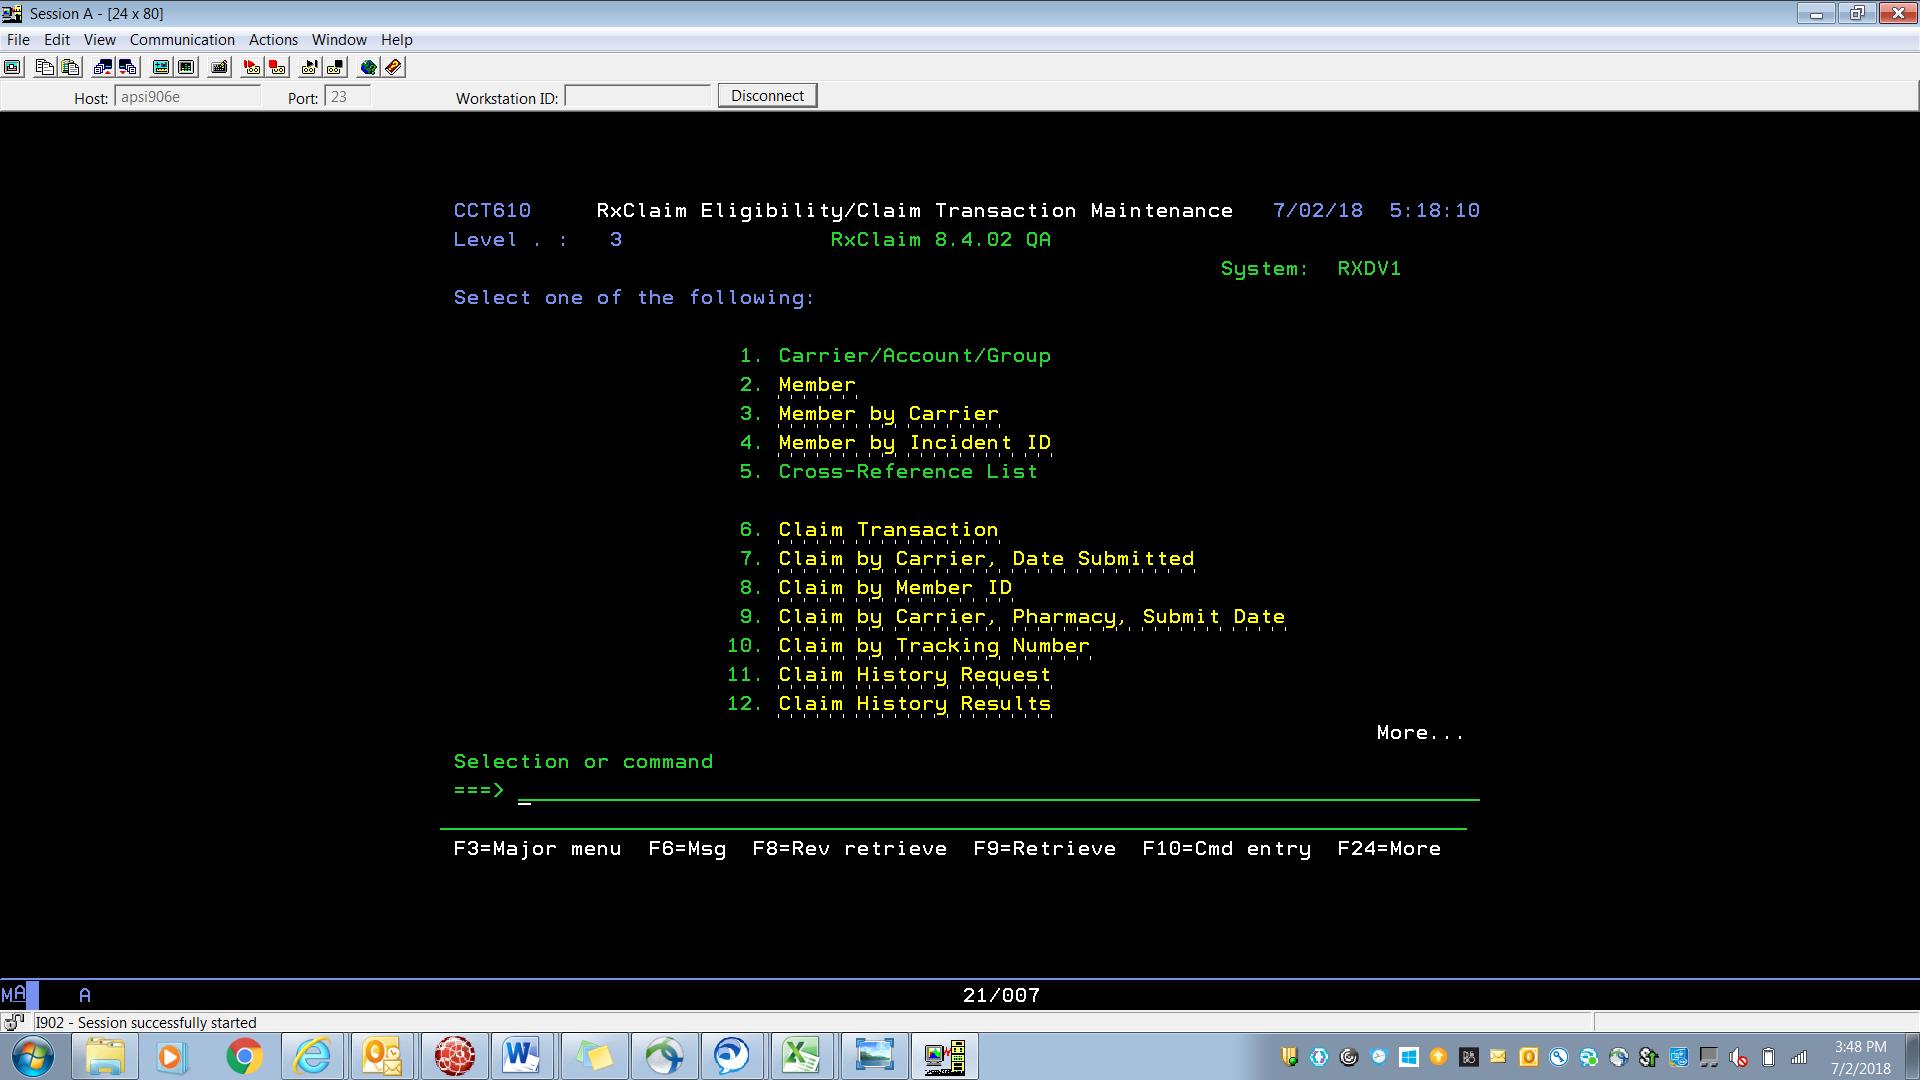 Session A - [24 x 80]
File Edit View Communication Actions Window Help
Host: apsi906e Port: 23 Workstation ID: Disconnect
CCT610 RxClaim Eligibility/Claim Transaction Maintenance 7/02/18 5:18:10
Level . : 3 RxClaim 8.4.02 QA
System: RXDV1
Select one of the following:
1. Carrier/Account/Group
2. Member
3. Member by Carrier
4. Member by Incident ID
5. Cross-Reference List
6. Claim Transaction
7. Claim by Carrier, Date Submitted
8. Claim by Member ID
9. Claim by Carrier, Pharmacy, Submit Date
10. Claim by Tracking Number
11. Claim History Request
12. Claim History Results
More...
Selection or command
===>
F3=Major menu F6=Msg F8=Rev retrieve F9=Retrieve F10=Cmd entry F24=More
MA A 21/007
I902 - Session successfully started
3:48 PM
7/2/2018